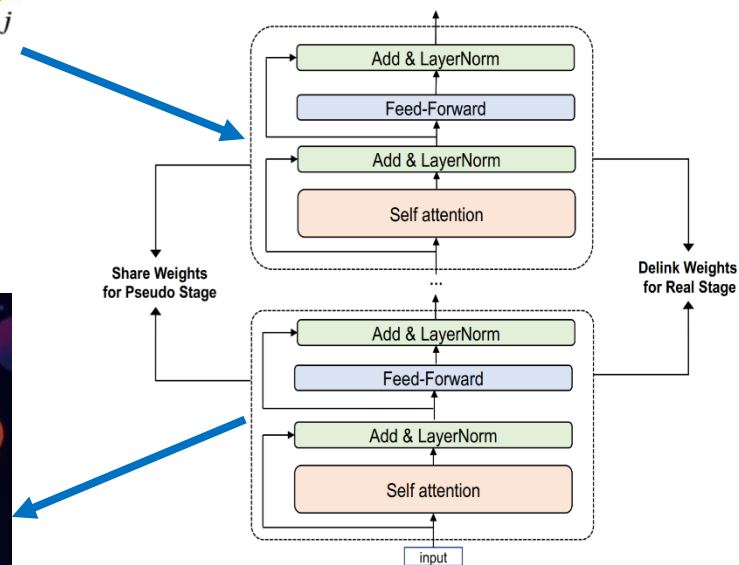 j
Add & LayerNorm
Feed-Forward
Add & LayerNorm
Self attention
Share Weights
for Pseudo Stage
Delink Weights
for Real Stage
...
Add & LayerNorm
Feed-Forward
Add & LayerNorm
Self attention
input